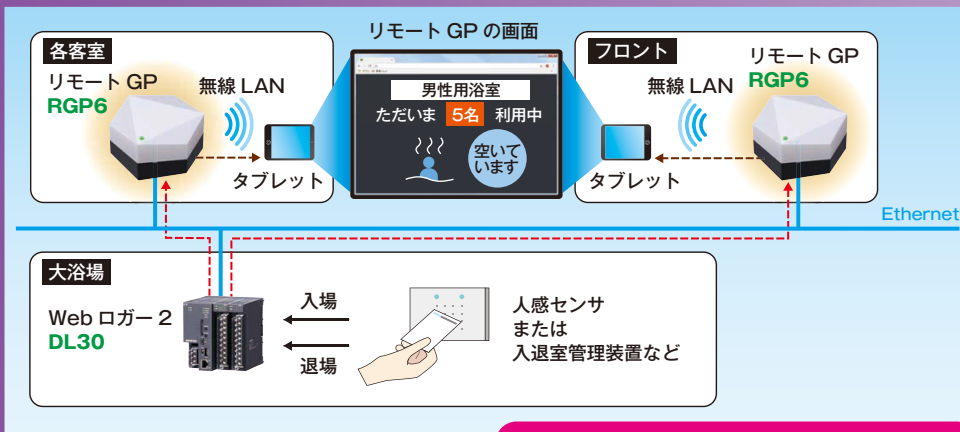 リモート GP の画面
各客室
リモート GP
RGP6
無線 LAN
タブレット
男性用浴室
ただいま 5名 利用中
空いて
います
フロント
リモート GP
RGP6
無線 LAN
タブレット
Ethernet
大浴場
Web ロガー 2
DL30
入場
退場
人感センサ
または
入退室管理装置など